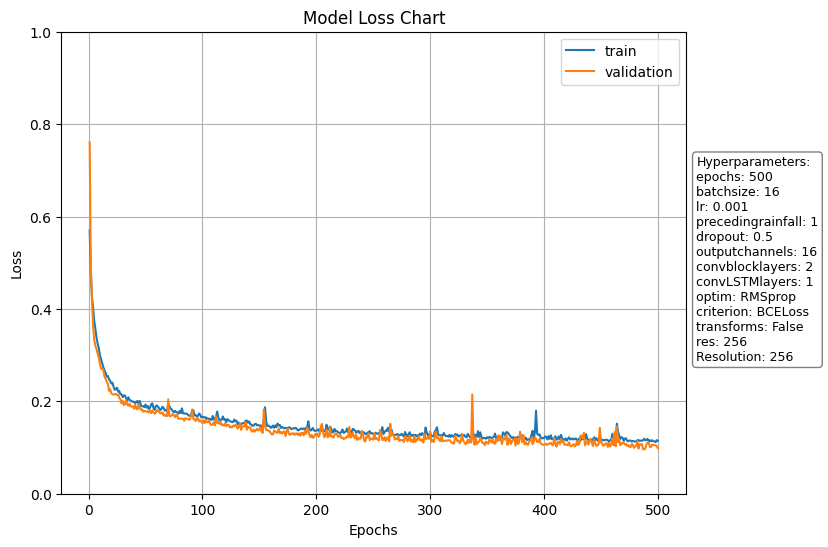 Model Loss Chart
1.0
0.8
0.6
0.4
0.2
0.0
Loss
0
100
200
300
400
500
Epochs
train
validation
Hyperparameters:
epochs: 500
batchsize: 16
lr: 0.001
precedingrainfall: 1
dropout: 0.5
outputchannels: 16
convblocklayers: 2
convLSTMlayers: 1
optim: RMSprop
criterion: BCELoss
transforms: False
res: 256
Resolution: 256